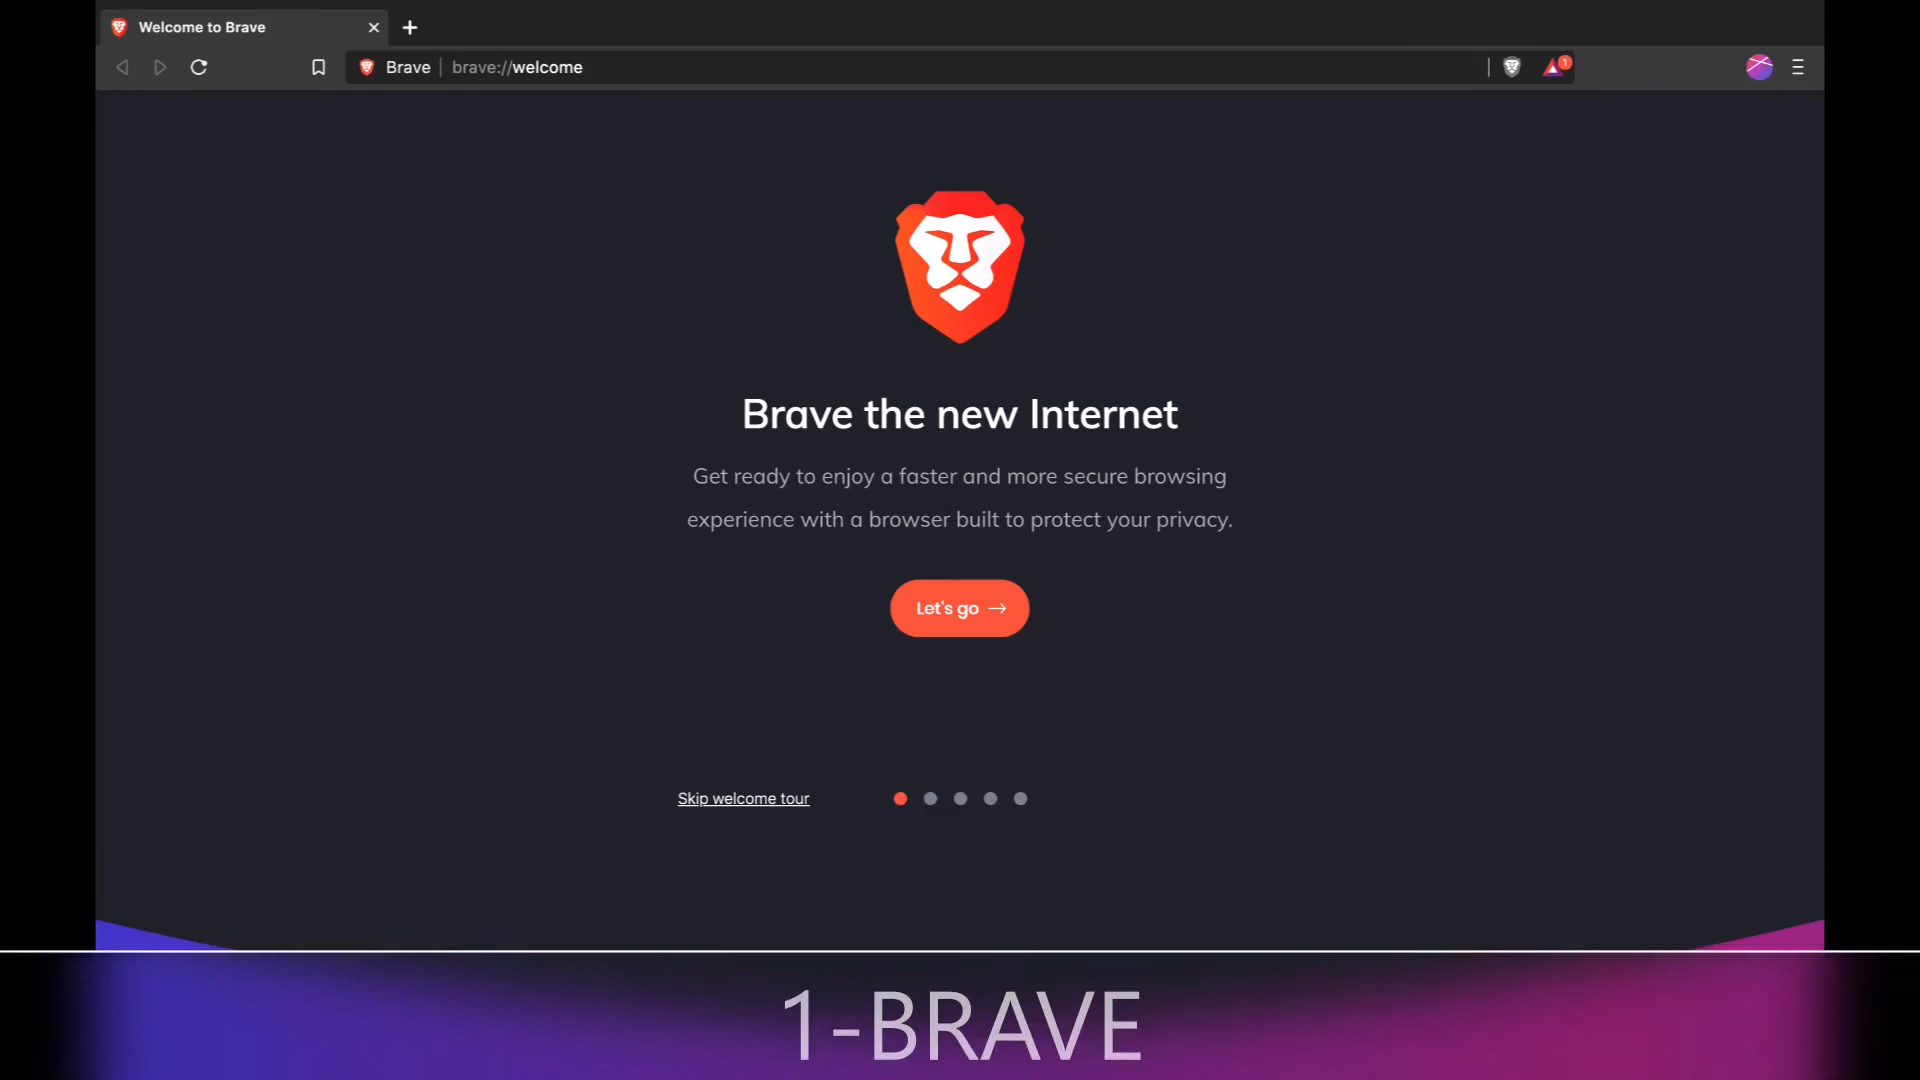 Welcome to Brave
Brave | brave://welcome
1
Brave the new Internet
Get ready to enjoy a faster and more secure browsing
experience with a browser built to protect your privacy.
Let's go →
Skip welcome tour
1-BRAVE